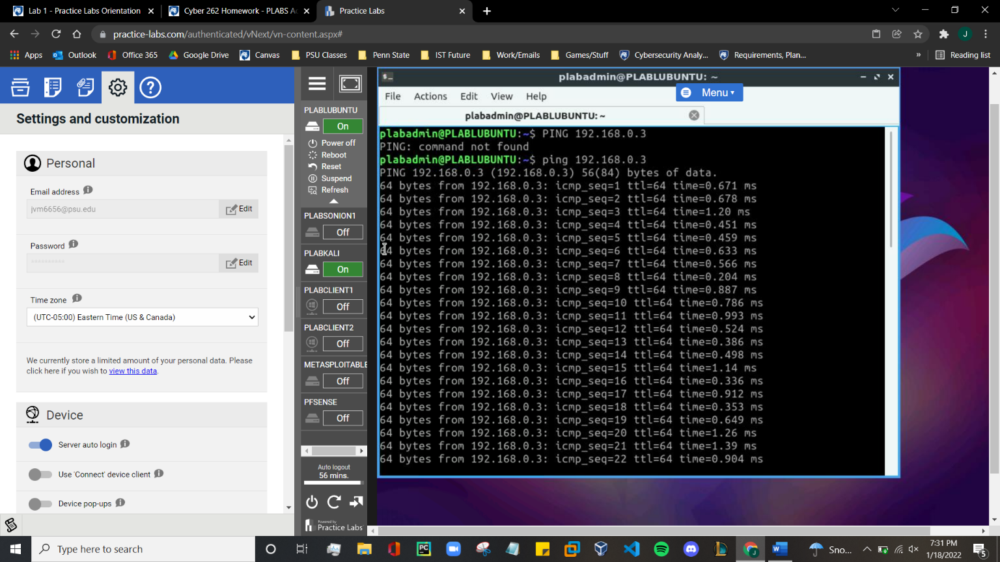 Lab 1 - Practice Labs Orientation
Cyber 262 Homework - PLABS Ac
Practice Labs
practice-labs.com/authenticated/vNext/vn-content.aspx#
J
Apps
Outlook
Office 365
Google Drive
Canvas
PSU Classes
Penn State
IST Future
Work/Emails
Games/Stuff
Cybersecurity Analy...
Requirements, Plan...
»
Reading list
Settings and customization
Personal
Email address
jvm6656@psu.edu
Edit
Password
**********
Edit
Time zone
(UTC-05:00) Eastern Time (US & Canada)
We currently store a limited amount of your personal data. Please
click here if you wish to view this data.
Device
Server auto login
Use 'Connect' device client
Device pop-ups
PLABLUBUNTU
On
Power off
Reboot
Reset
Suspend
Refresh
PLABSONION1
Off
PLABKALI
On
PLABCLIENT1
Off
PLABCLIENT2
Off
METASPLOITABLE
Off
PFSENSE
Off
Auto logout
56 mins.
Powered by
Practice Labs
plabadmin@PLABLUBUNTU: ~
Menu
File Actions Edit View Help
plabadmin@PLABLUBUNTU: ~
plabadmin@PLABLUBUNTU:~$ PING 192.168.0.3
PING: command not found
plabadmin@PLABLUBUNTU:~$ ping 192.168.0.3
PING 192.168.0.3 (192.168.0.3) 56(84) bytes of data.
64 bytes from 192.168.0.3: icmp_seq=1 ttl=64 time=0.671 ms
64 bytes from 192.168.0.3: icmp_seq=2 ttl=64 time=0.678 ms
64 bytes from 192.168.0.3: icmp_seq=3 ttl=64 time=1.20 ms
64 bytes from 192.168.0.3: icmp_seq=4 ttl=64 time=0.451 ms
64 bytes from 192.168.0.3: icmp_seq=5 ttl=64 time=0.459 ms
64 bytes from 192.168.0.3: icmp_seq=6 ttl=64 time=0.633 ms
64 bytes from 192.168.0.3: icmp_seq=7 ttl=64 time=0.566 ms
64 bytes from 192.168.0.3: icmp_seq=8 ttl=64 time=0.204 ms
64 bytes from 192.168.0.3: icmp_seq=9 ttl=64 time=0.887 ms
64 bytes from 192.168.0.3: icmp_seq=10 ttl=64 time=0.786 ms
64 bytes from 192.168.0.3: icmp_seq=11 ttl=64 time=0.993 ms
64 bytes from 192.168.0.3: icmp_seq=12 ttl=64 time=0.524 ms
64 bytes from 192.168.0.3: icmp_seq=13 ttl=64 time=0.386 ms
64 bytes from 192.168.0.3: icmp_seq=14 ttl=64 time=0.498 ms
64 bytes from 192.168.0.3: icmp_seq=15 ttl=64 time=1.14 ms
64 bytes from 192.168.0.3: icmp_seq=16 ttl=64 time=0.336 ms
64 bytes from 192.168.0.3: icmp_seq=17 ttl=64 time=0.912 ms
64 bytes from 192.168.0.3: icmp_seq=18 ttl=64 time=0.353 ms
64 bytes from 192.168.0.3: icmp_seq=19 ttl=64 time=0.649 ms
64 bytes from 192.168.0.3: icmp_seq=20 ttl=64 time=1.26 ms
64 bytes from 192.168.0.3: icmp_seq=21 ttl=64 time=1.39 ms
64 bytes from 192.168.0.3: icmp_seq=22 ttl=64 time=0.904 ms
Type here to search
PC
Sno...
7:31 PM
1/18/2022
5